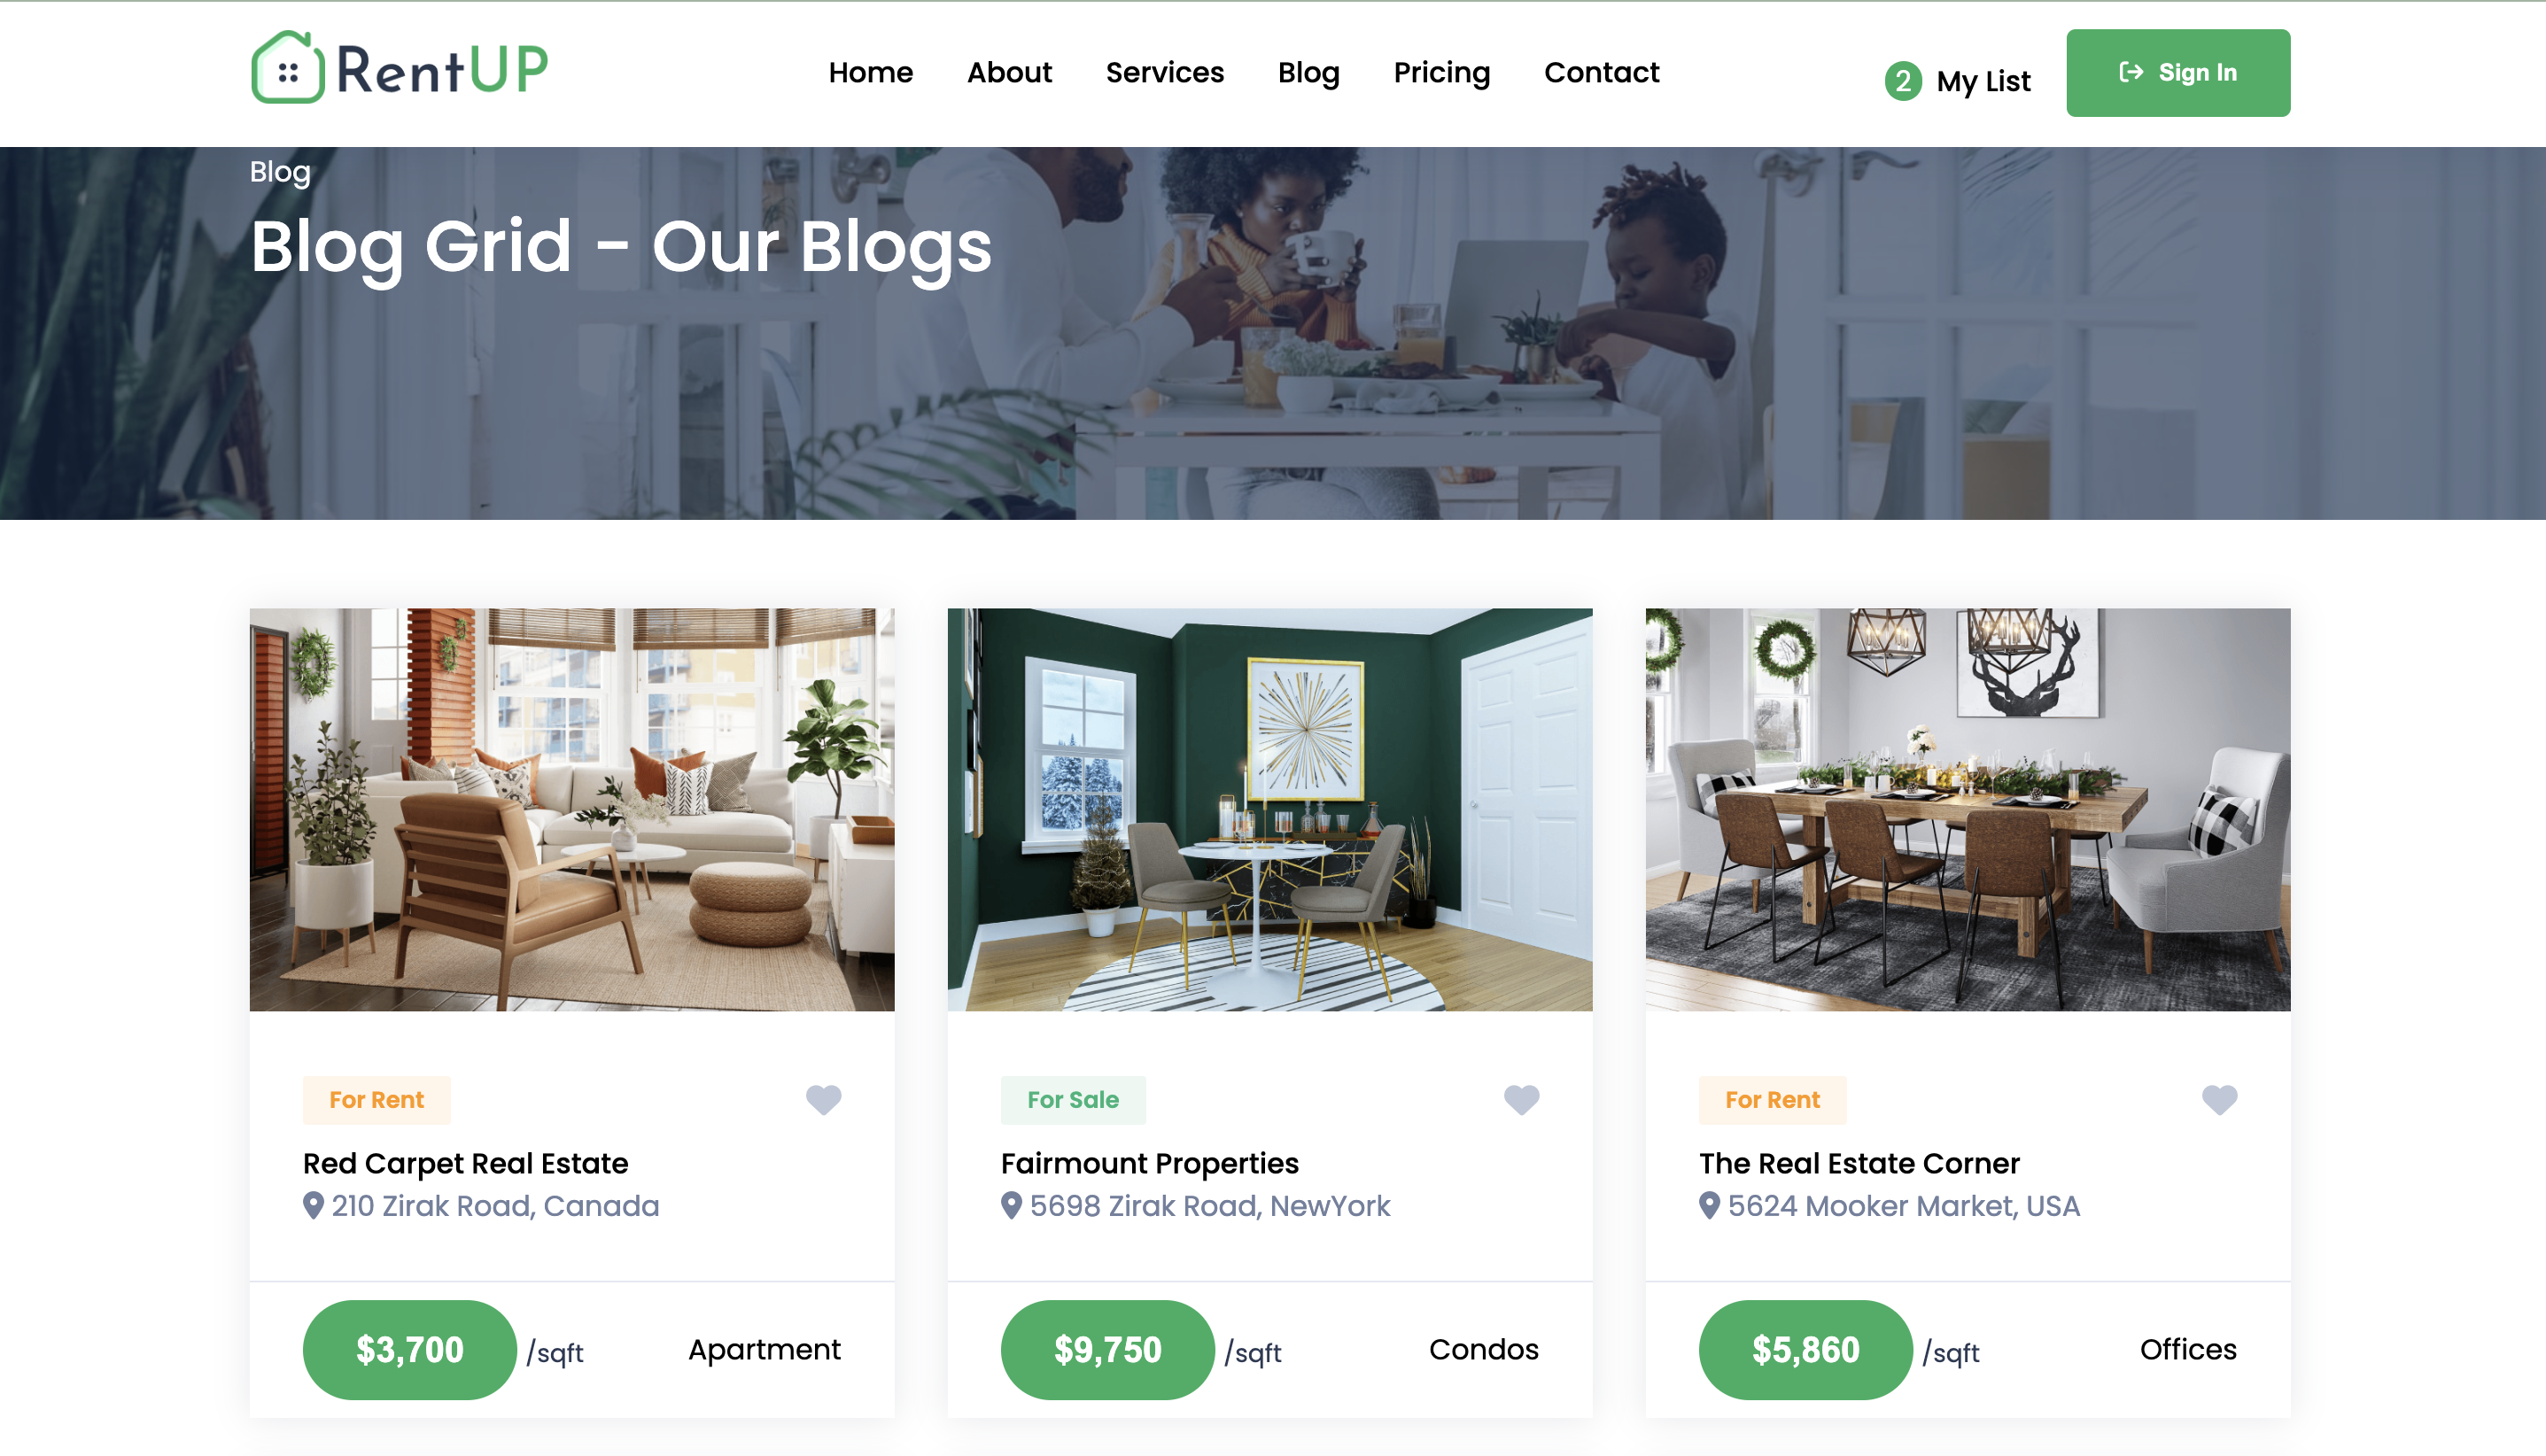 RentUP
Home About Services Blog Pricing Contact
2 My List
Sign In
Blog
Blog Grid - Our Blogs
For Rent
Red Carpet Real Estate
210 Zirak Road, Canada
$3,700 /sqft Apartment
For Sale
Fairmount Properties
5698 Zirak Road, NewYork
$9,750 /sqft Condos
For Rent
The Real Estate Corner
5624 Mooker Market, USA
$5,860 /sqft Offices